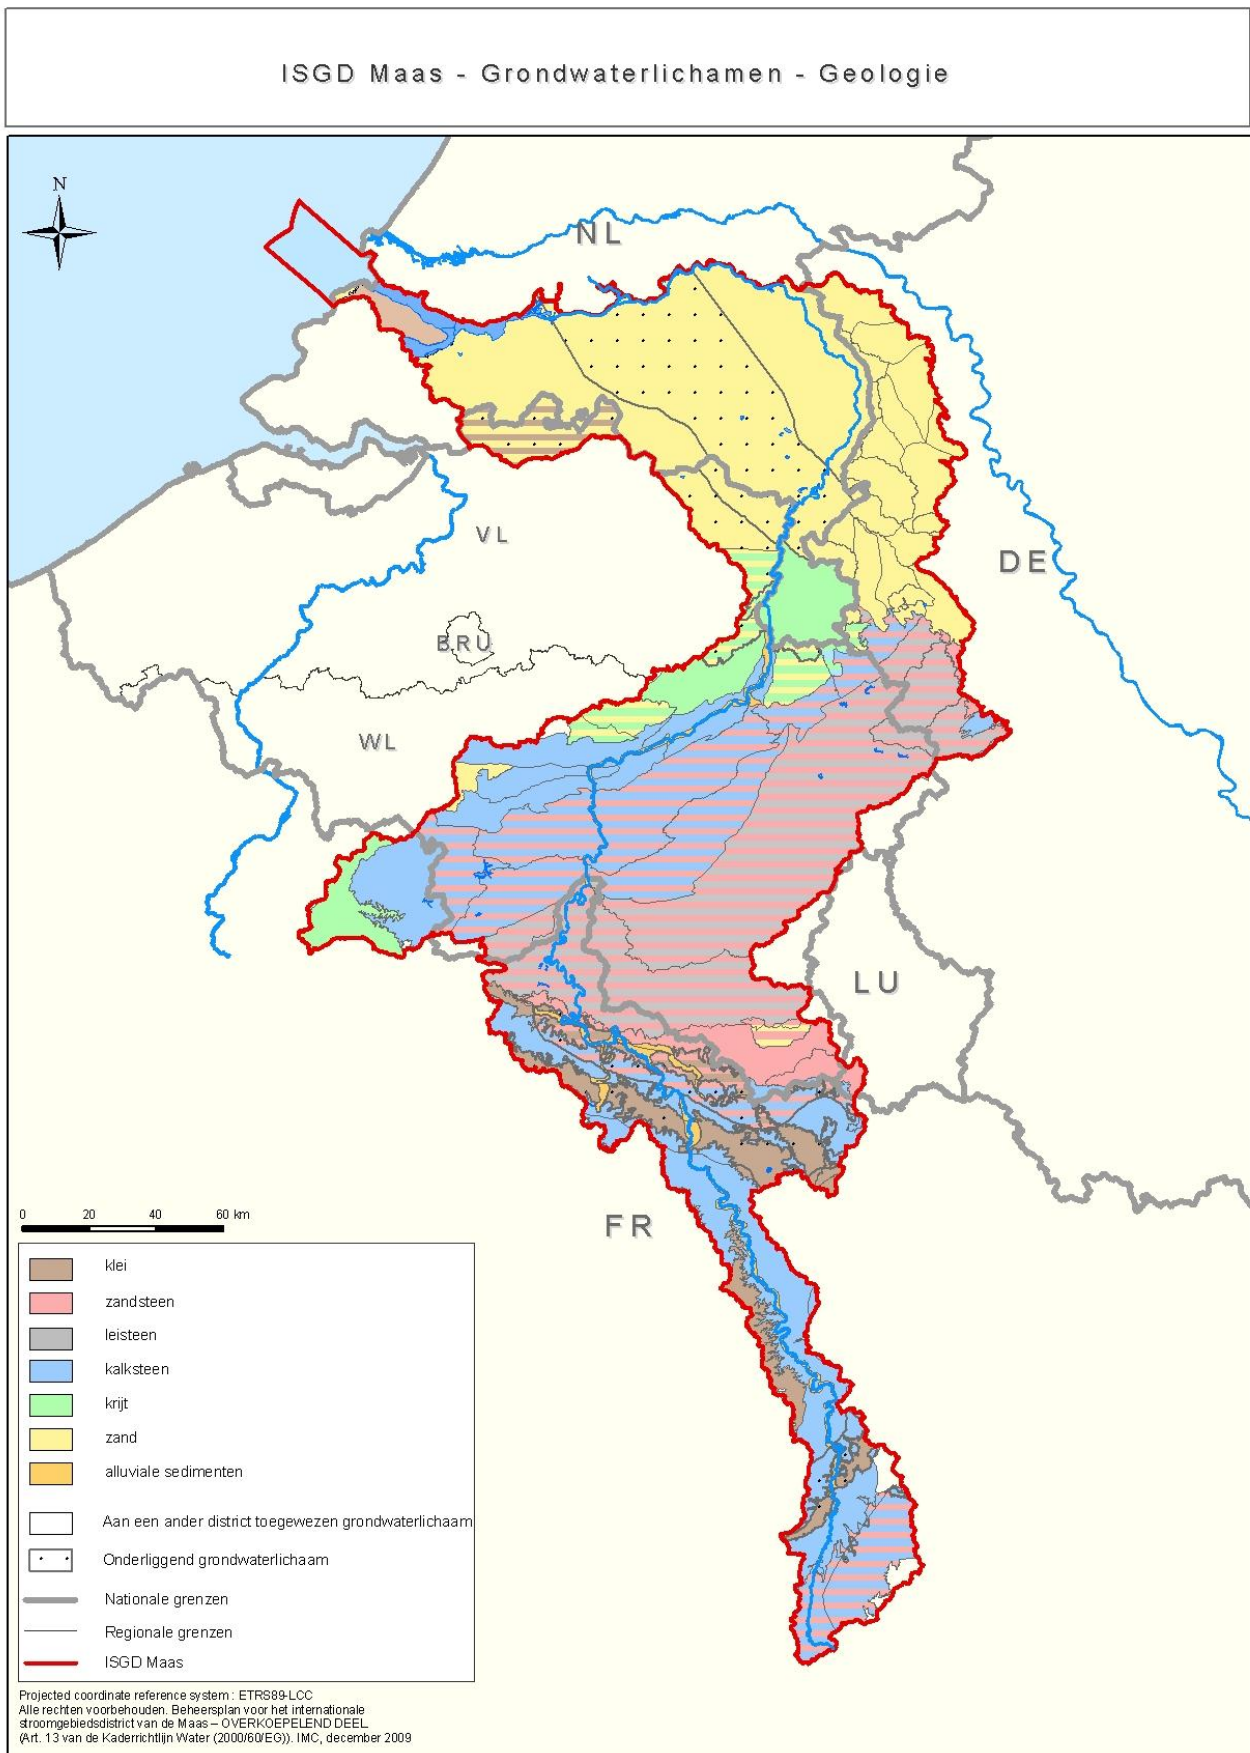 ISGD Maas - Grondwaterlichamen - Geologie
N
NL
VL
DE
BRU
WL
LU
FR
0 20 40 60 km
klei
zandsteen
leisteen
kalksteen
krijt
zand
alluviale sedimenten
Aan een ander district toegewezen grondwaterlichaam
Onderliggend grondwaterlichaam
Nationale grenzen
Regionale grenzen
ISGD Maas
Projected coordinate reference system : ETRS89-LCC
Alle rechten voorbehouden. Beheersplan voor het internationale
stroomgebiedsdistrict van de Maas – OVERKOEPELEND DEEL
(Art. 13 van de Kaderrichtlijn Water (2000/60/EG)). IMC, december 2009